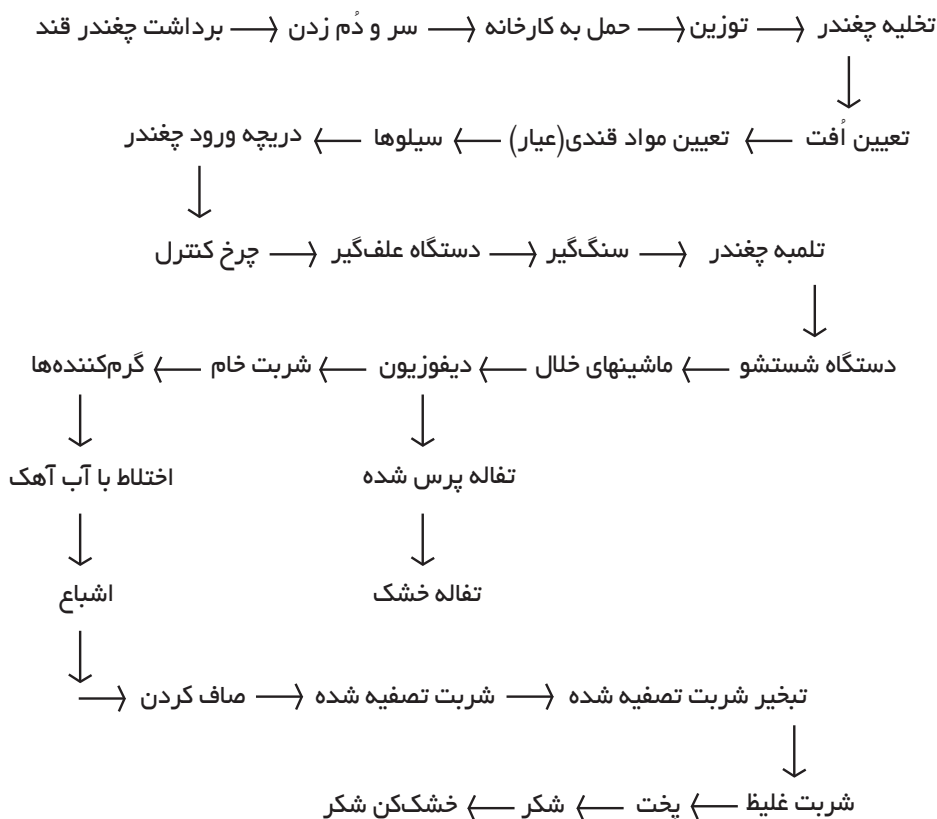 تخلیه چغندر توزین حمل به کارخانه سر و دُم زدن برداشت چغندر قند
تعیین اُفت تعیین مواد قندی(عیار) سیلوها دریچه ورود چغندر
تلمبه چغندر سنگ‌گیر دستگاه علف‌گیر چرخ کنترل
دستگاه شستشو ماشینهای خلال دیفوزیون شربت خام گرم‌کننده‌ها
تفاله پرس شده اختلاط با آب آهک
تفاله خشک اشباع
تبخیر شربت تصفیه شده شربت تصفیه شده صاف کردن
شربت غلیظ پخت شکر خشک‌کن شکر